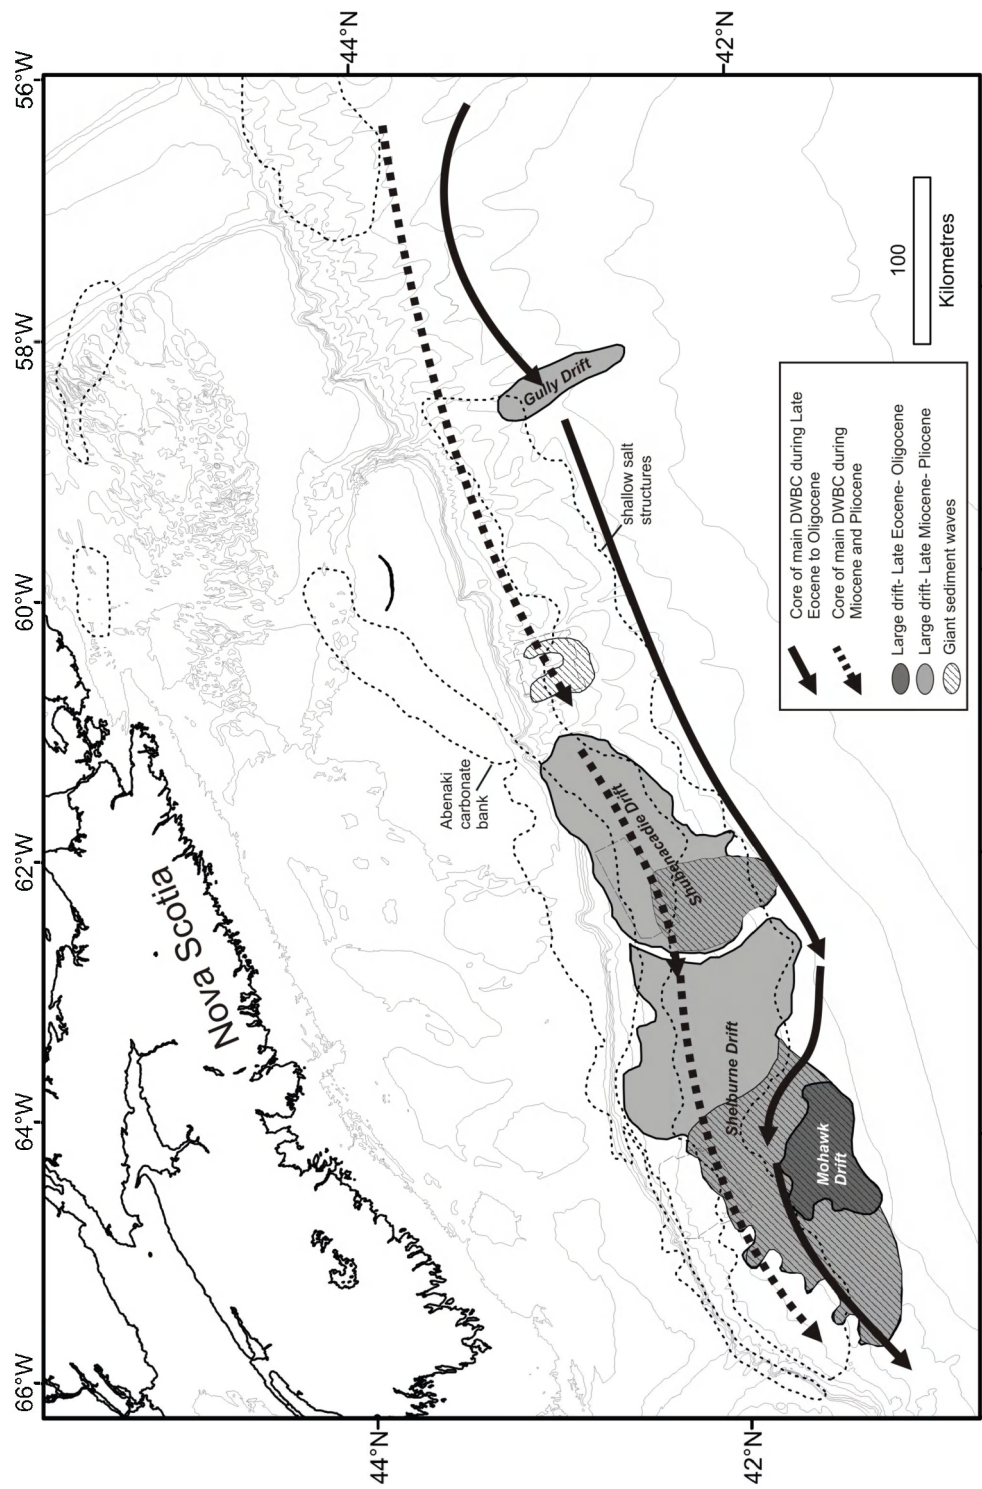 66°W
64°W
62°W
60°W
58°W
56°W
44°N
42°N
44°N
42°N
Nova Scotia
Abenaki
carbonate
bank
shallow salt
structures
Gully Drift
Shubenacadie Drift
Shelburne Drift
Mohawk
Drift
Core of main DWBC during Late
Eocene to Oligocene
Core of main DWBC during
Miocene and Pliocene
Large drift- Late Eocene- Oligocene
Large drift- Late Miocene- Pliocene
Giant sediment waves
100
Kilometres